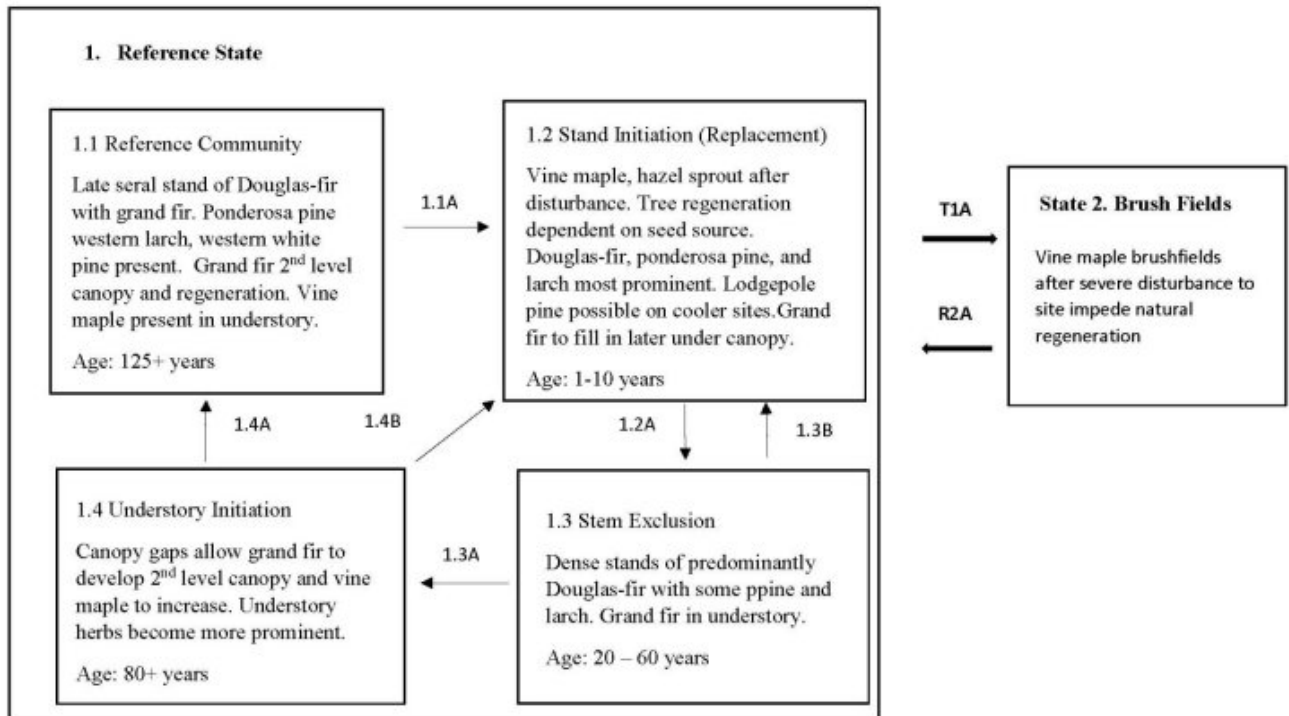 1. Reference State
1.1 Reference Community
Late seral stand of Douglas-fir
with grand fir. Ponderosa pine
western larch, western white
pine present. Grand fir 2nd level
canopy and regeneration. Vine
maple present in understory.
Age: 125+ years
1.1A
1.2 Stand Initiation (Replacement)
Vine maple, hazel sprout after
disturbance. Tree regeneration
dependent on seed source.
Douglas-fir, ponderosa pine, and
larch most prominent. Lodgepole
pine possible on cooler sites.Grand
fir to fill in later under canopy.
Age: 1-10 years
T1A
R2A
State 2. Brush Fields
Vine maple brushfields
after severe disturbance to
site impede natural
regeneration
1.4A
1.4B
1.2A
1.3B
1.4 Understory Initiation
Canopy gaps allow grand fir to
develop 2nd level canopy and vine
maple to increase. Understory
herbs become more prominent.
Age: 80+ years
1.3A
1.3 Stem Exclusion
Dense stands of predominantly
Douglas-fir with some ppine and
larch. Grand fir in understory.
Age: 20 – 60 years